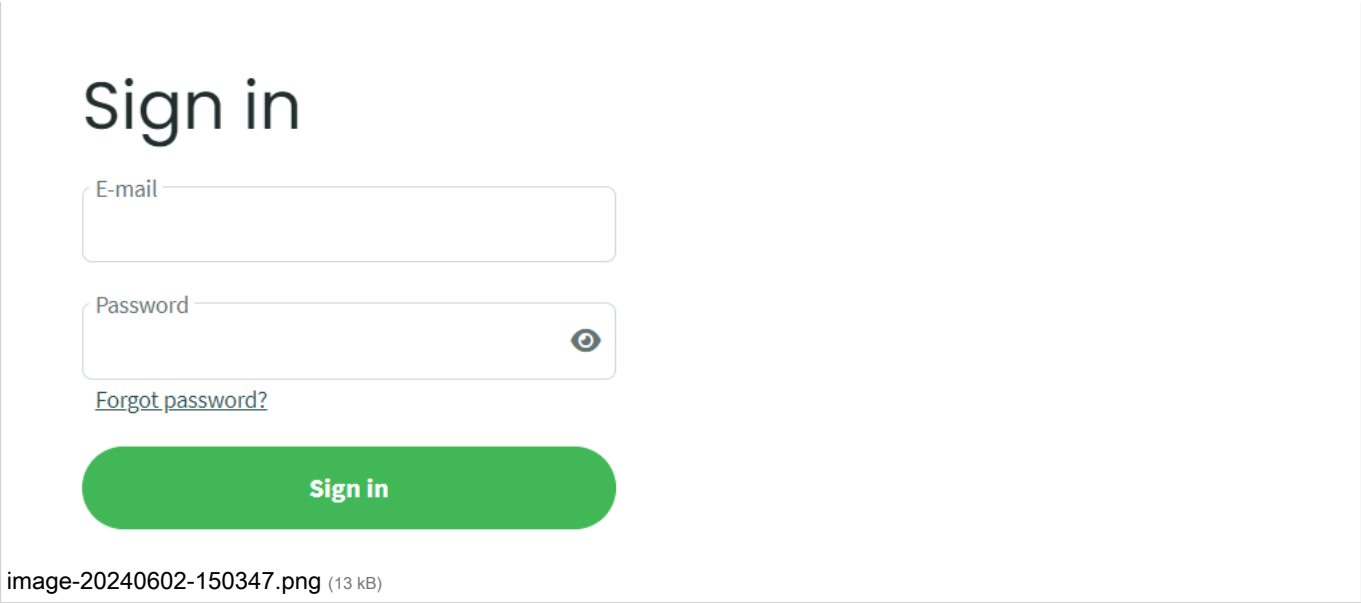 Sign in
E-mail
Password
Forgot password?
Sign in
image-20240602-150347.png (13 kB)